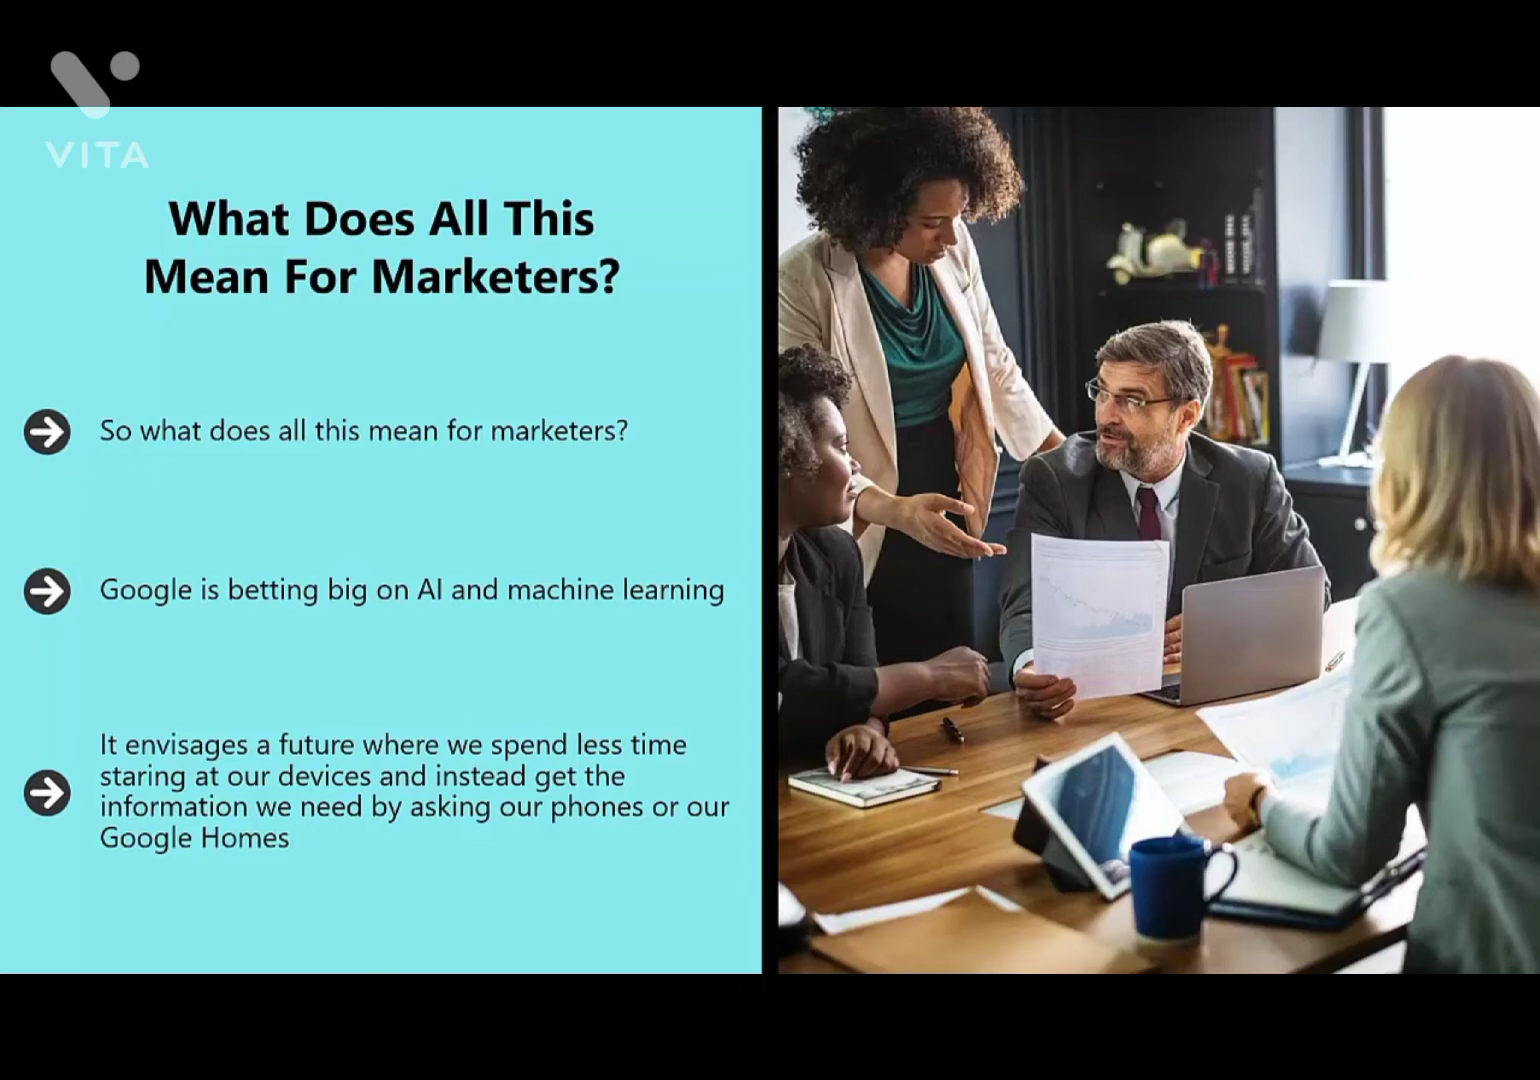 VITA
What Does All This
Mean For Marketers?
So what does all this mean for marketers?
Google is betting big on AI and machine learning
It envisages a future where we spend less time
staring at our devices and instead get the
information we need by asking our phones or our
Google Homes